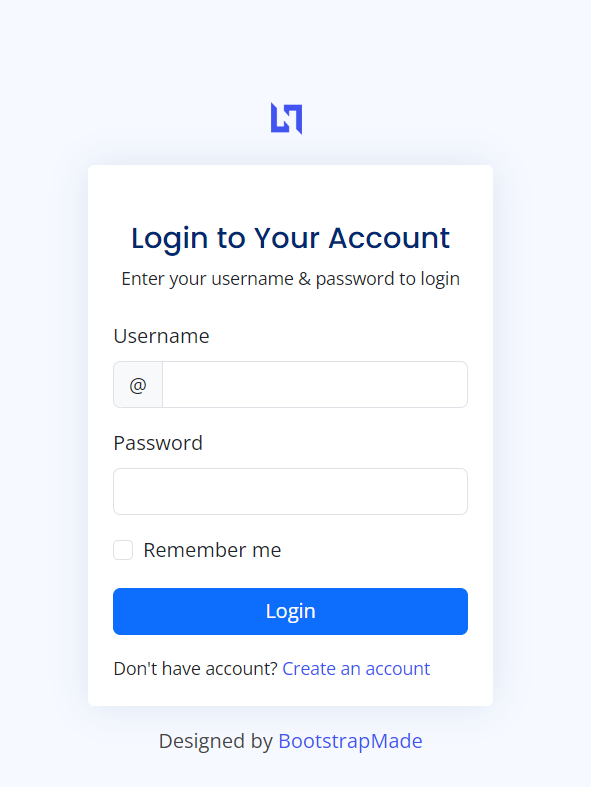 Login to Your Account
Enter your username & password to login
Username
@
Password
Remember me
Login
Don't have account? Create an account
Designed by BootstrapMade